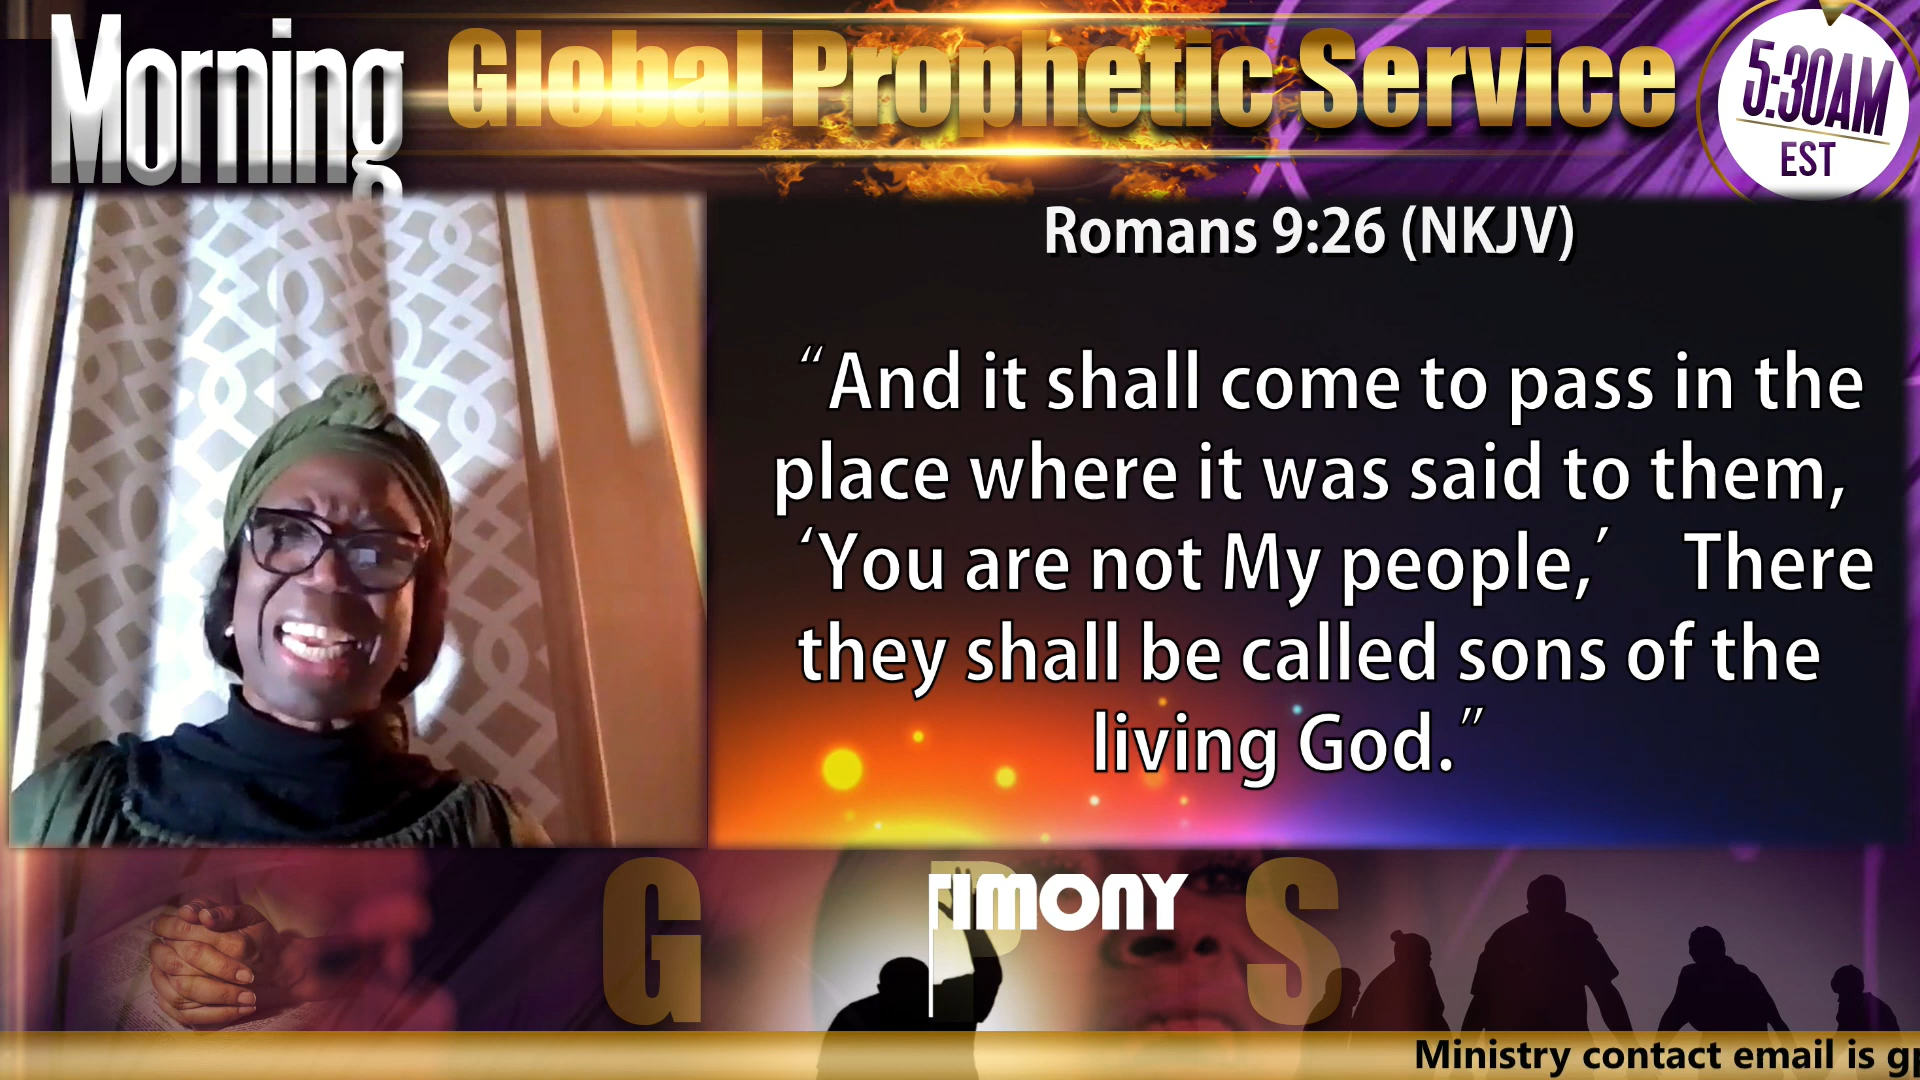 Morning Global Prophetic Service
5:30AM
EST
Romans 9:26 (NKJV)
“And it shall come to pass in the
place where it was said to them,
‘You are not My people,’ There
they shall be called sons of the
living God.”
G P S
TIMONY
Ministry contact email is